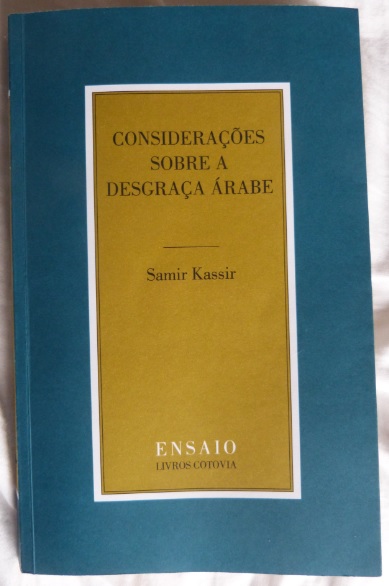 CONSIDERAÇÕES
SOBRE A
DESGRAÇA ÁRABE
Samir Kassir
ENSAIO
LIVROS COTOVIA